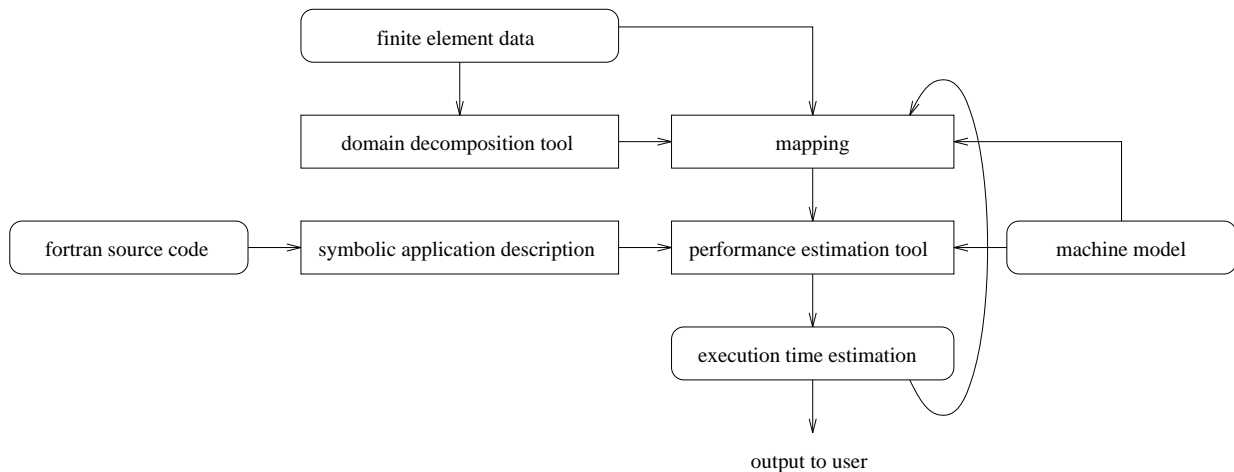 finite element data
domain decomposition tool
mapping
fortran source code
symbolic application description
performance estimation tool
machine model
execution time estimation
output to user